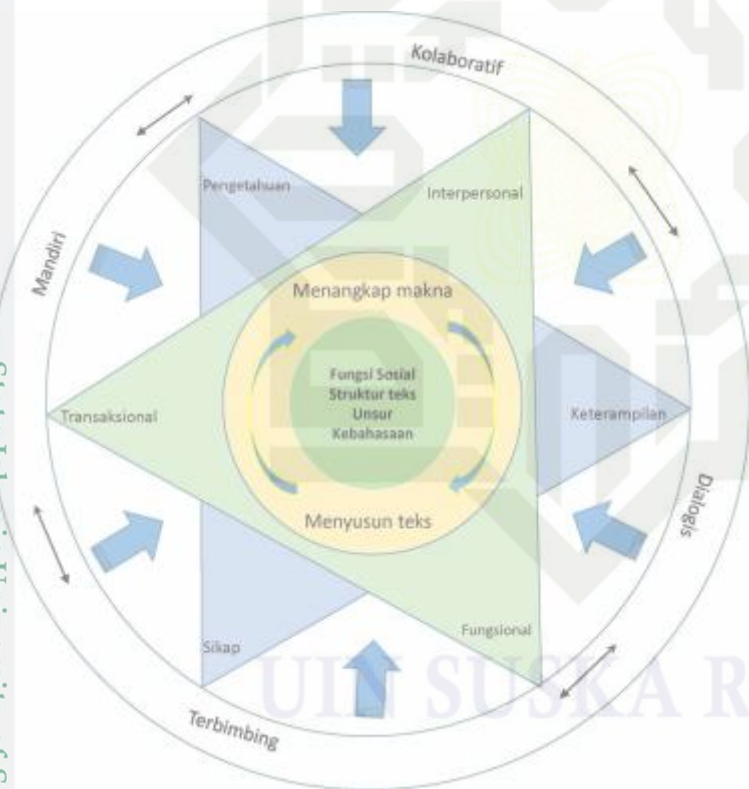 Kolaboratif
Pengetahuan
Interpersonal
Mandiri
Menangkap makna
Fungsi Sosial
Struktur teks
Unsur
Kebahasaan
Transaksional
Keterampilan
Dialogis
Menyusun teks
Fungsional
Sikap
Terbimbing
UIN SUSKA R